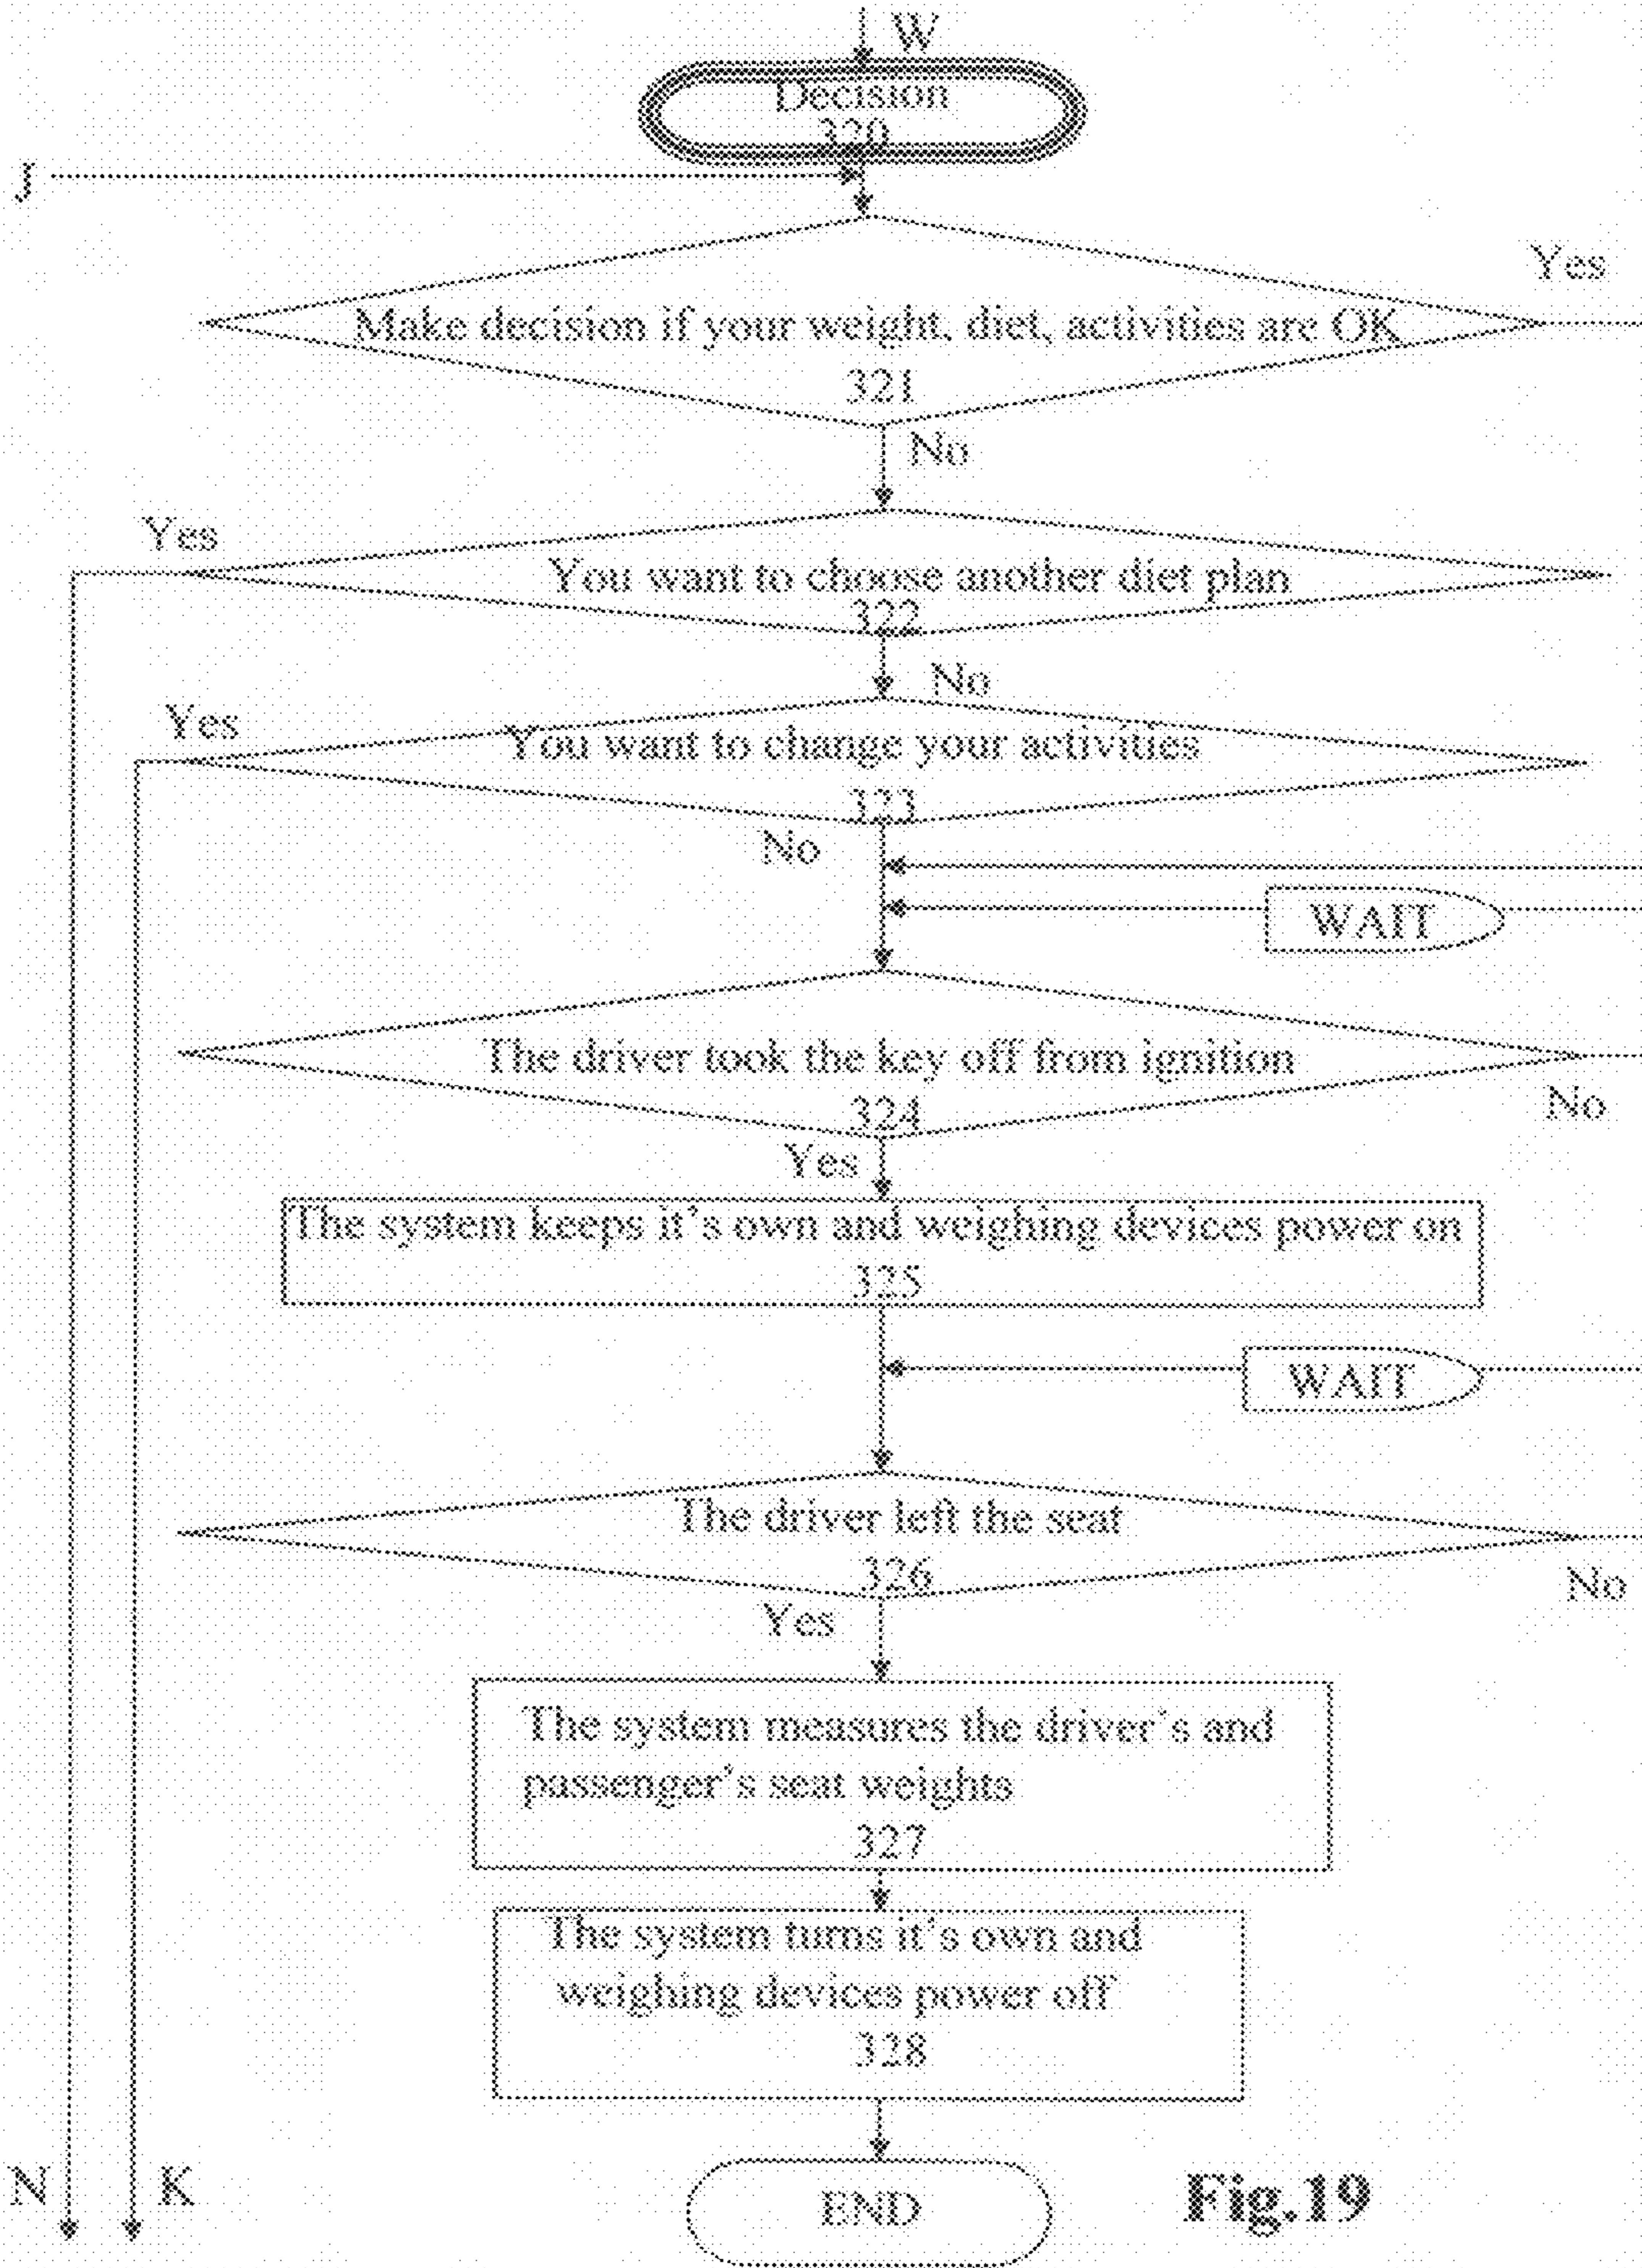 W
Decision
320
J
Yes
Make decision if your weight, diet, activities are OK
321
No
Yes
You want to choose another diet plan
322
No
Yes
You want to change your activities
323
No
WAIT
The driver took the key off from ignition
324
No
Yes
The system keeps it's own and weighing devices power on
325
WAIT
The driver left the seat
326
No
Yes
The system measures the driver's and
passenger's seat weights
327
The system turns it's own and
weighing devices power off
328
N
K
END
Fig.19